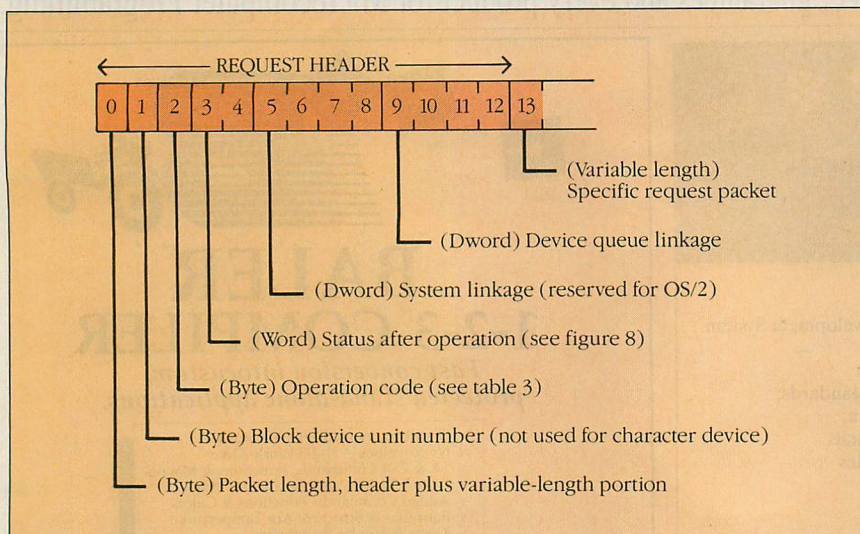 REQUEST HEADER
0 1 2 3 4 5 6 7 8 9 10 11 12 13
(Variable length)
Specific request packet
(Dword) Device queue linkage
(Dword) System linkage (reserved for OS/2)
(Word) Status after operation (see figure 8)
(Byte) Operation code (see table 3)
(Byte) Block device unit number (not used for character device)
(Byte) Packet length, header plus variable-length portion